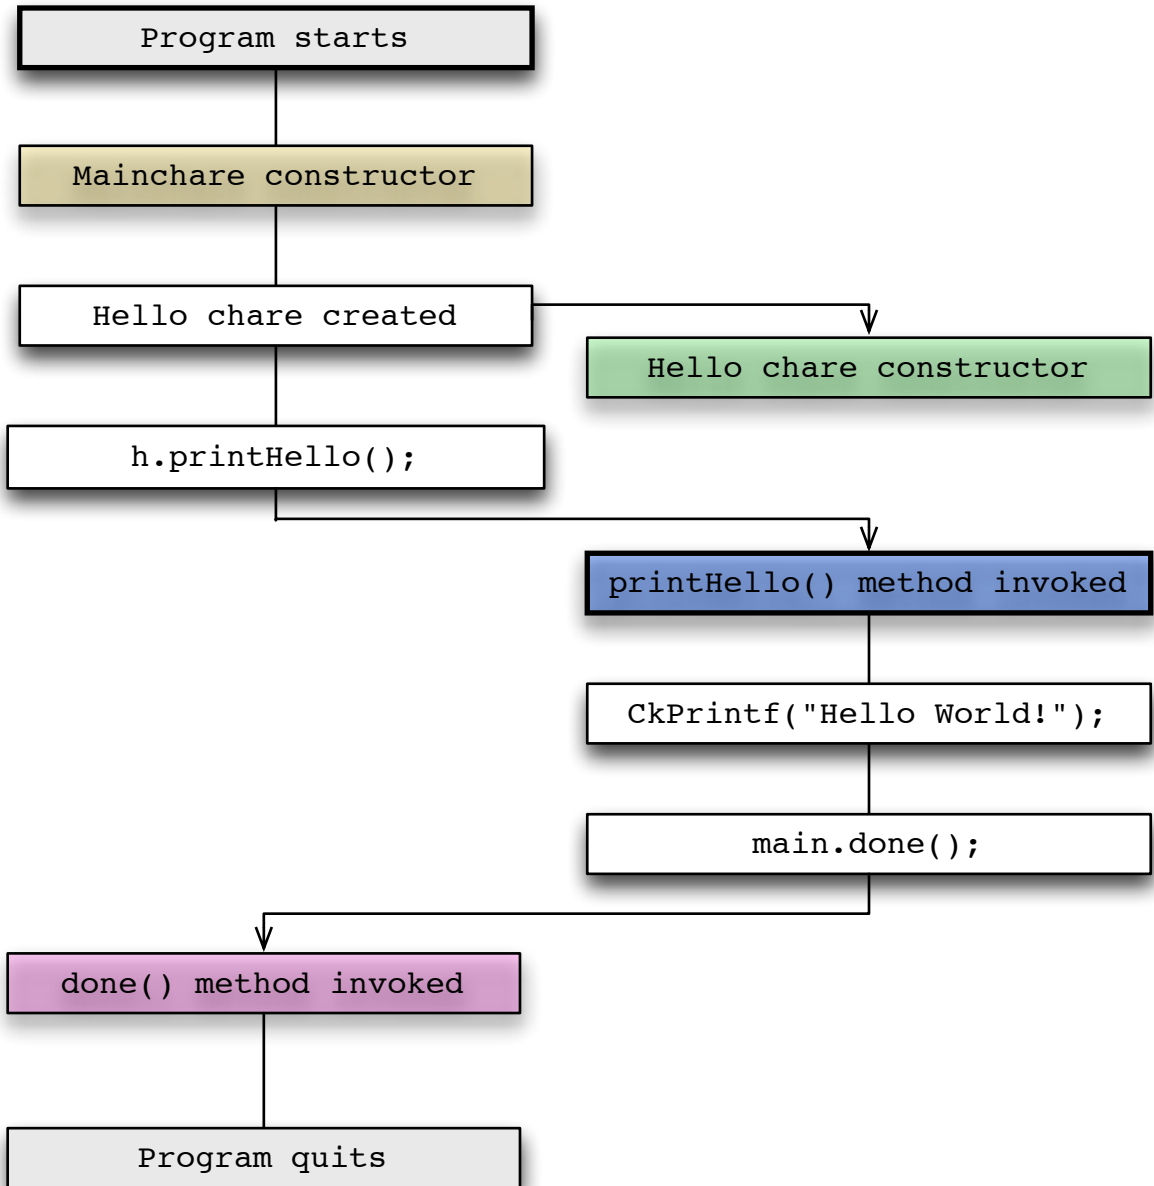 Program starts
Mainchare constructor
Hello chare created
Hello chare constructor
h.printHello();
printHello() method invoked
CkPrintf("Hello World!");
main.done();
done() method invoked
Program quits